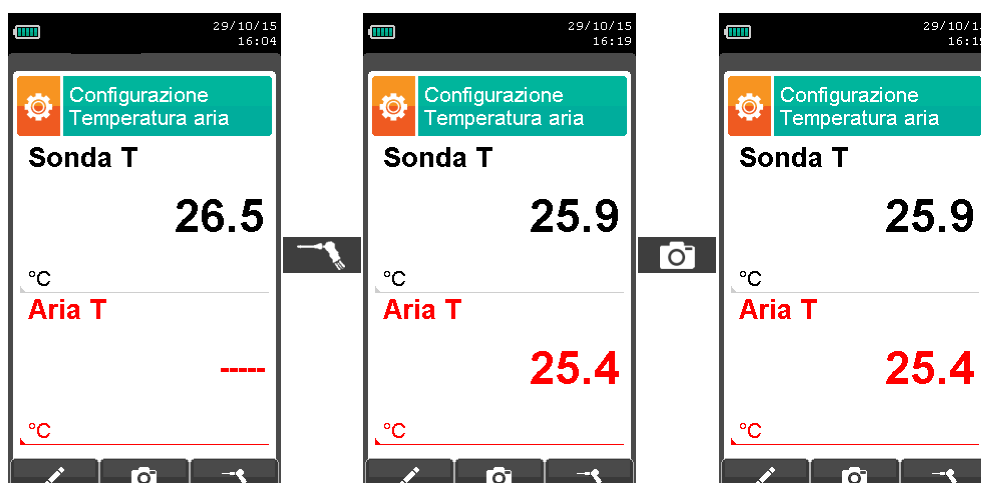 29/10/15
16:04
Configurazione
Temperatura aria
Sonda T
26.5
°C
Aria T
-----
°C
29/10/15
16:19
Configurazione
Temperatura aria
Sonda T
25.9
°C
Aria T
25.4
°C
Configurazione
Temperatura aria
Sonda T
25.9
°C
Aria T
25.4
°C